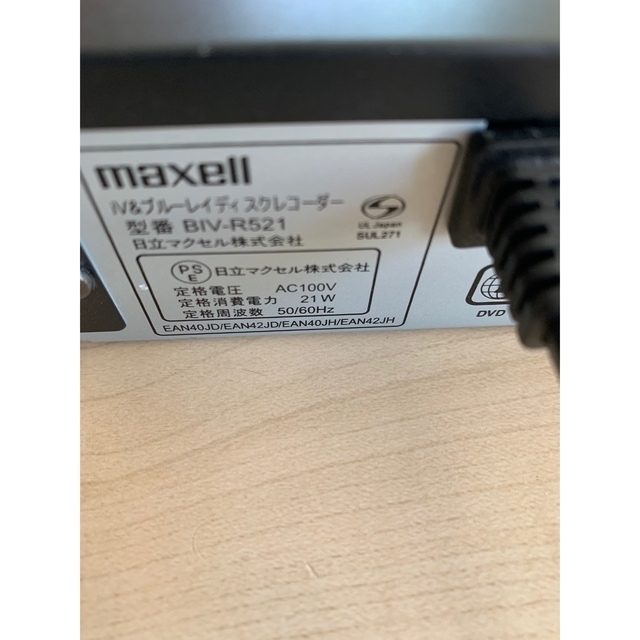 maxell
iV&ブルーレイディスクレコーダー
型番 BIV-R521
日立マクセル株式会社
UL Japan
SUL271
PSE 日立マクセル株式会社
定格電圧 AC100V
定格消費電力 21W
定格周波数 50/60Hz
EAN40JD/EAN42JD/EAN40JH/EAN42JH
DVD